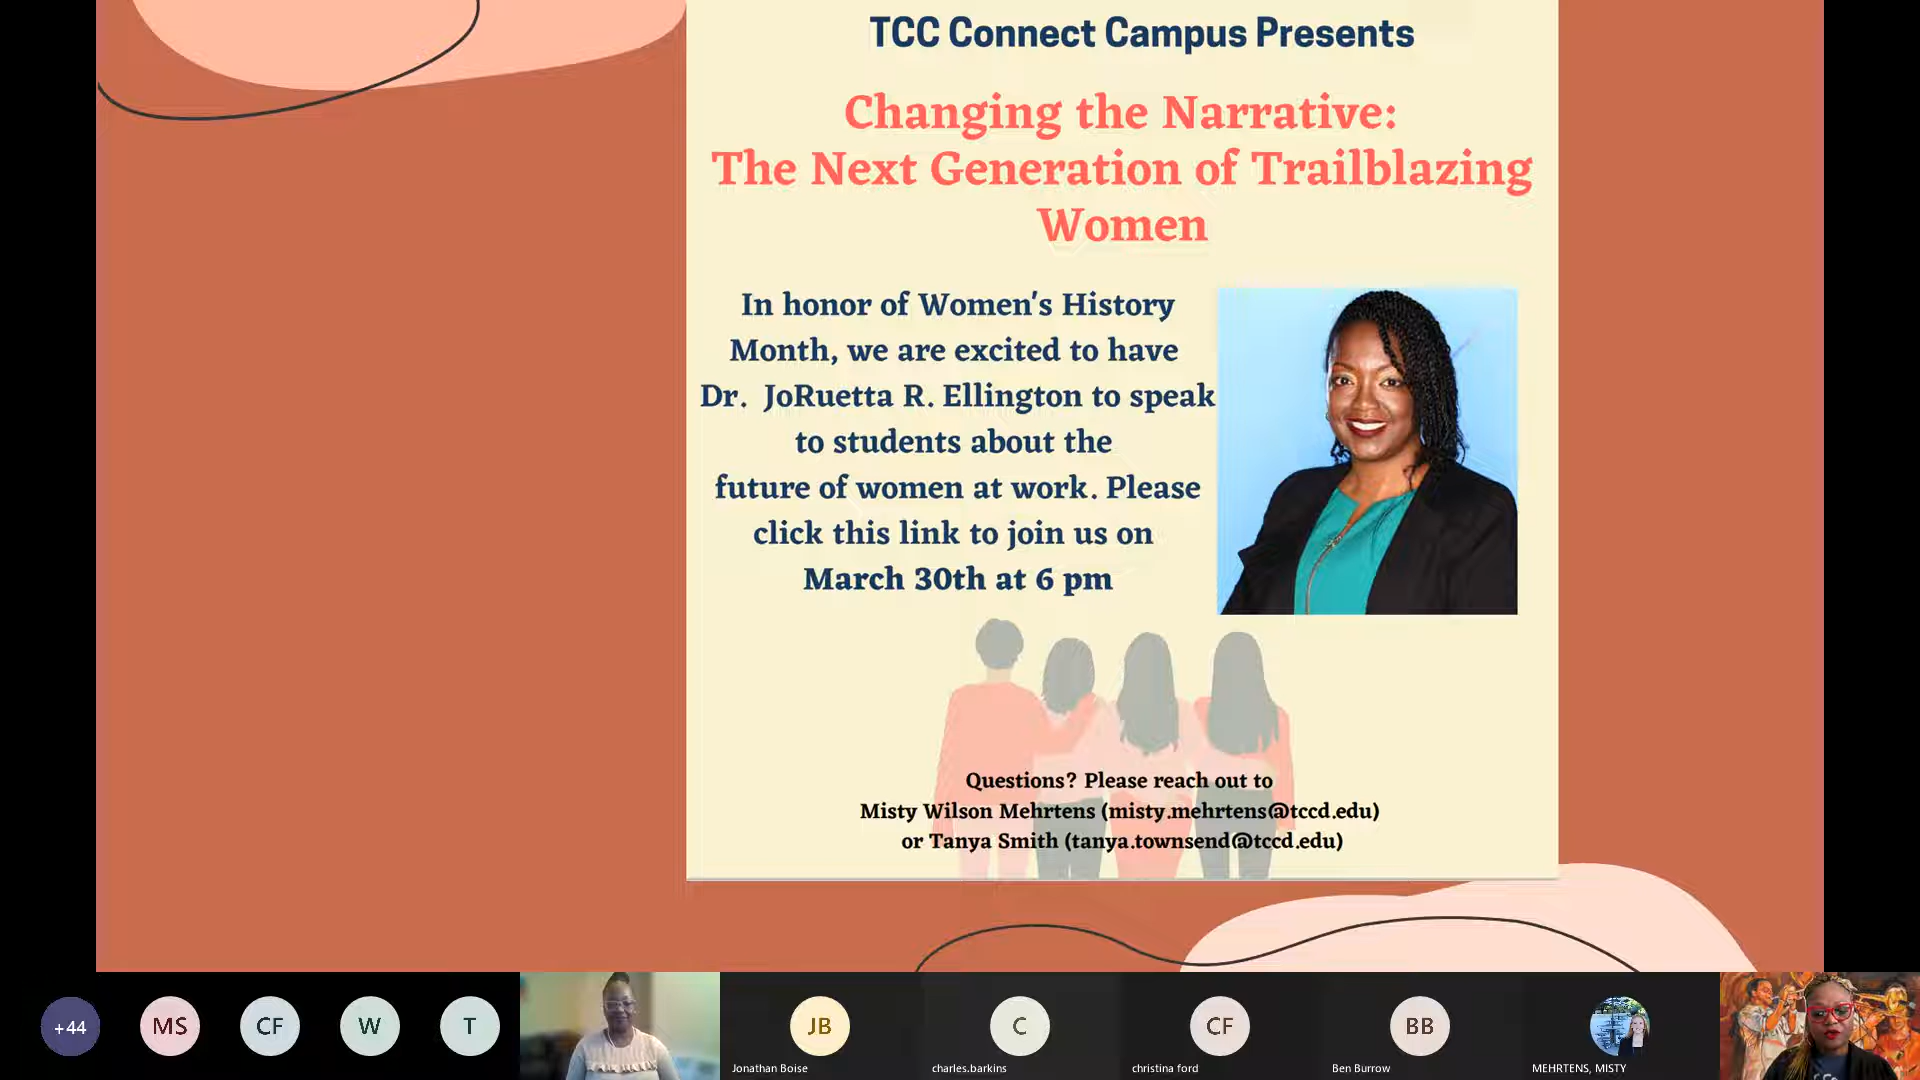 TCC Connect Campus Presents
Changing the Narrative:
The Next Generation of Trailblazing
Women
In honor of Women's History
Month, we are excited to have
Dr. JoRuetta R. Ellington to speak
to students about the
future of women at work. Please
click this link to join us on
March 30th at 6 pm
Questions? Please reach out to
Misty Wilson Mehrtens (misty.mehrtens@tccd.edu)
or Tanya Smith (tanya.townsend@tccd.edu)
+44
MS
CF
W
T
JB
C
CF
BB
Jonathan Boise
charles.barkins
christina ford
Ben Burrow
MEHRTENS, MISTY